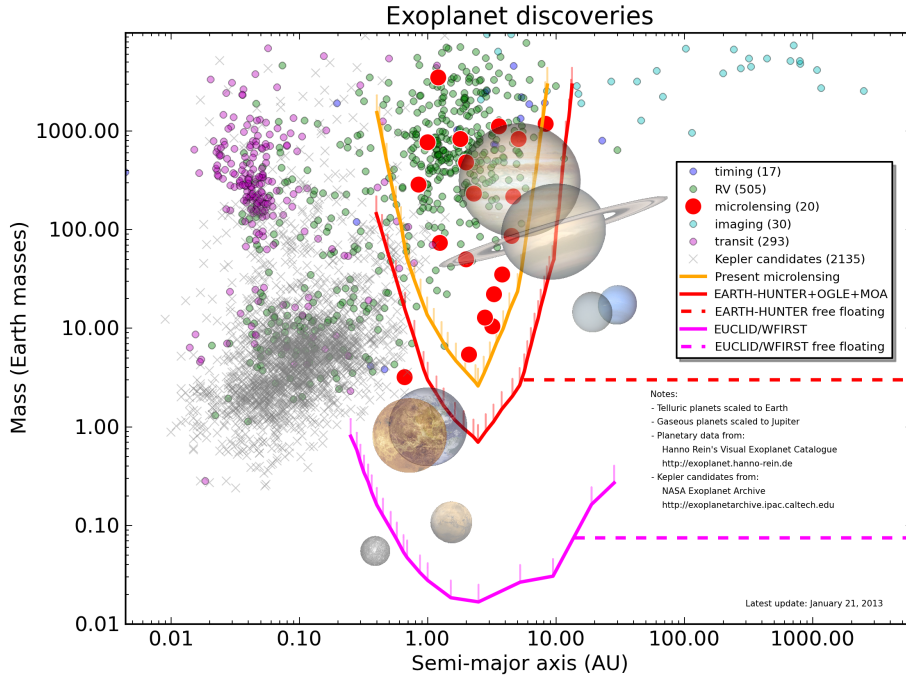 Exoplanet discoveries
Mass (Earth masses)
1000.00
100.00
10.00
1.00
0.10
0.01
timing (17)
RV (505)
microlensing (20)
imaging (30)
transit (293)
Kepler candidates (2135)
Present microlensing
EARTH-HUNTER+OGLE+MOA
EARTH-HUNTER free floating
EUCLID/WFIRST
EUCLID/WFIRST free floating
Notes:
- Telluric planets scaled to Earth
- Gaseous planets scaled to Jupiter
- Planetary data from:
Hanno Rein's Visual Exoplanet Catalogue
http://exoplanet.hanno-rein.de
- Kepler candidates from:
NASA Exoplanet Archive
http://exoplanetarchive.ipac.caltech.edu
Latest update: January 21, 2013
0.01 0.10 1.00 10.00 100.00 1000.00
Semi-major axis (AU)